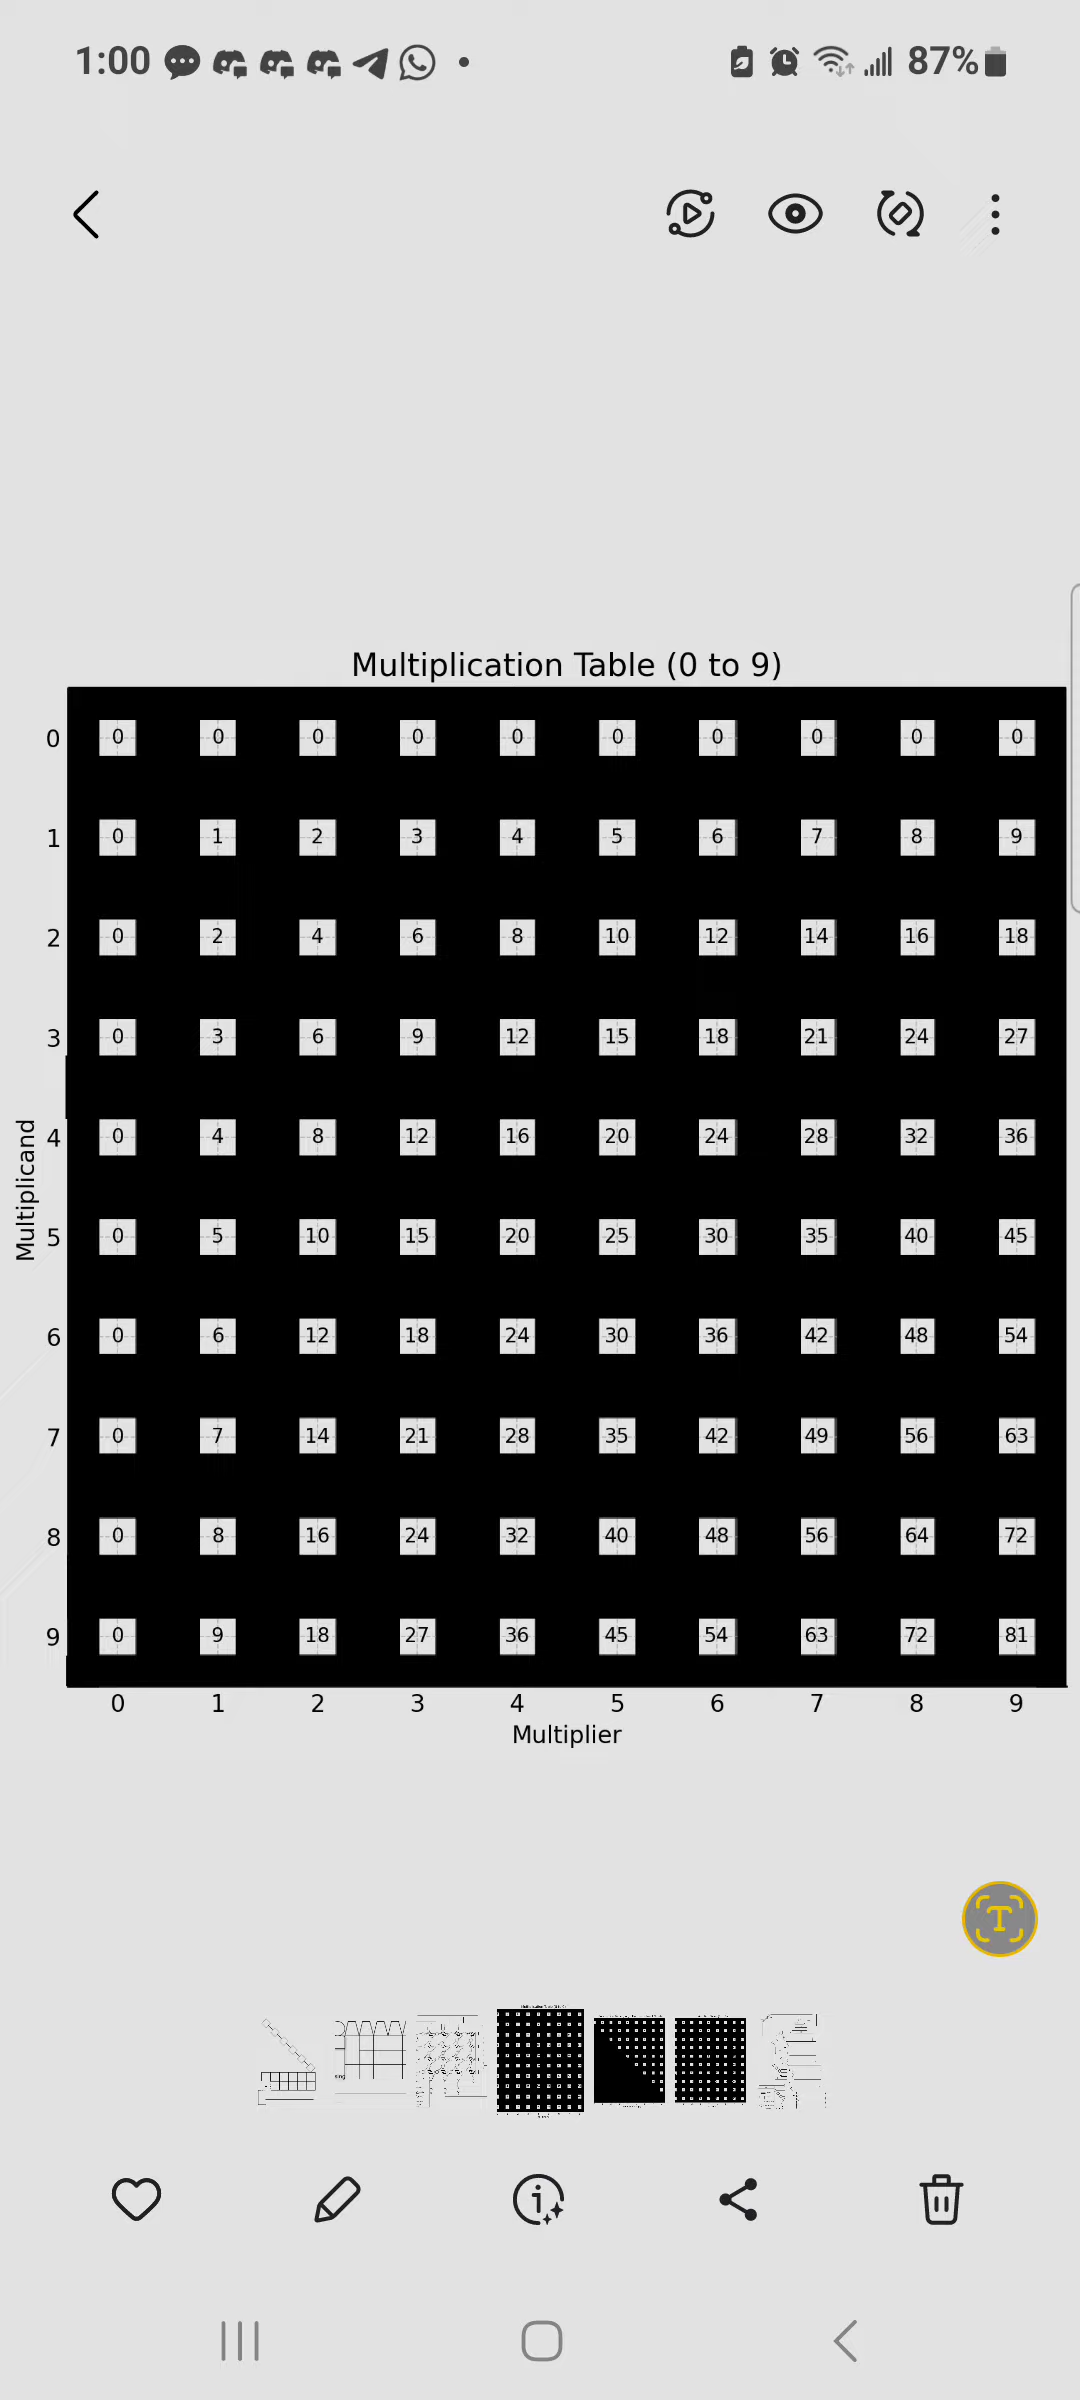 1:00 87%
Multiplication Table (0 to 9)
0 0 0 0 0 0 0 0 0 0 0
1 0 1 2 3 4 5 6 7 8 9
2 0 2 4 6 8 10 12 14 16 18
3 0 3 6 9 12 15 18 21 24 27
Multiplicand
4 0 4 8 12 16 20 24 28 32 36
5 0 5 10 15 20 25 30 35 40 45
6 0 6 12 18 24 30 36 42 48 54
7 0 7 14 21 28 35 42 49 56 63
8 0 8 16 24 32 40 48 56 64 72
9 0 9 18 27 36 45 54 63 72 81
0 1 2 3 4 5 6 7 8 9
Multiplier
T